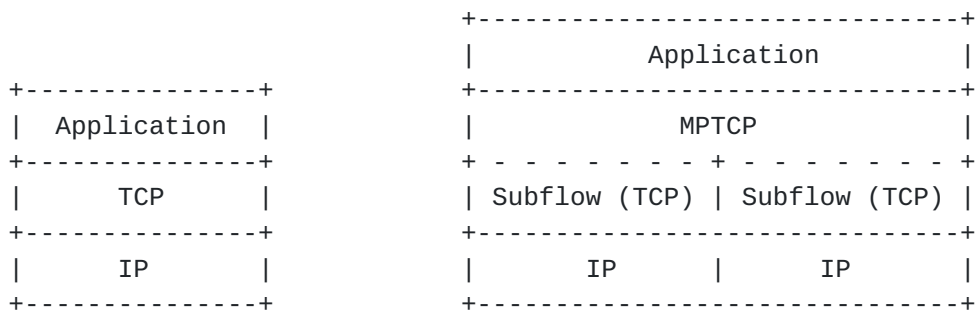 +-------------------------------+
                             |           Application         |
+---------------+            +-------------------------------+
|  Application  |            |             MPTCP             |
+---------------+            + - - - - - - - + - - - - - - - +
|      TCP      |            | Subflow (TCP) | Subflow (TCP) |
+---------------+            +-------------------------------+
|      IP       |            |       IP      |      IP       |
+---------------+            +-------------------------------+